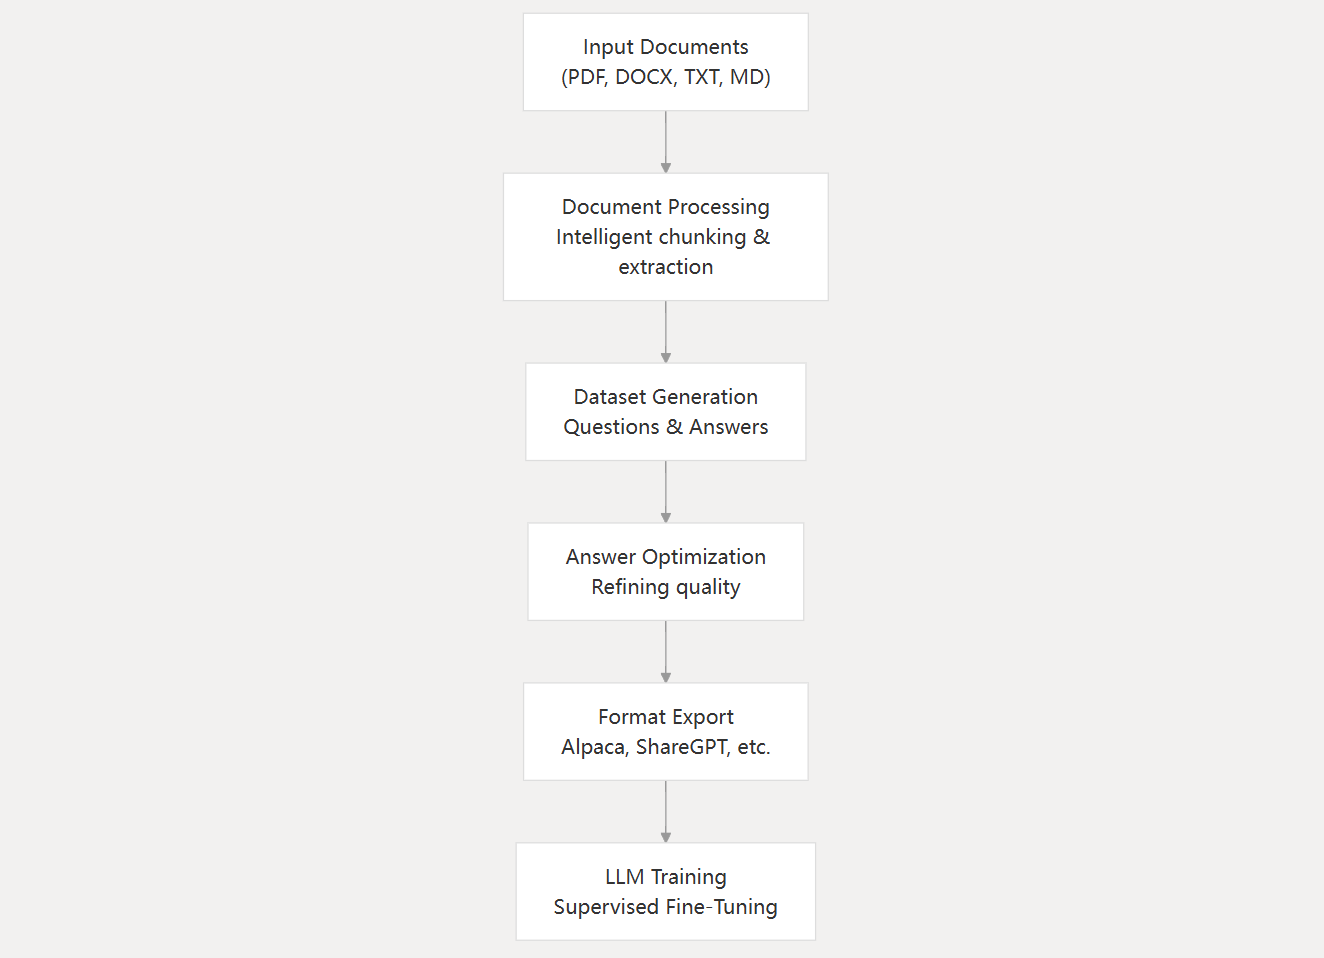 Input Documents
(PDF, DOCX, TXT, MD)
Document Processing
Intelligent chunking &
extraction
Dataset Generation
Questions & Answers
Answer Optimization
Refining quality
Format Export
Alpaca, ShareGPT, etc.
LLM Training
Supervised Fine-Tuning